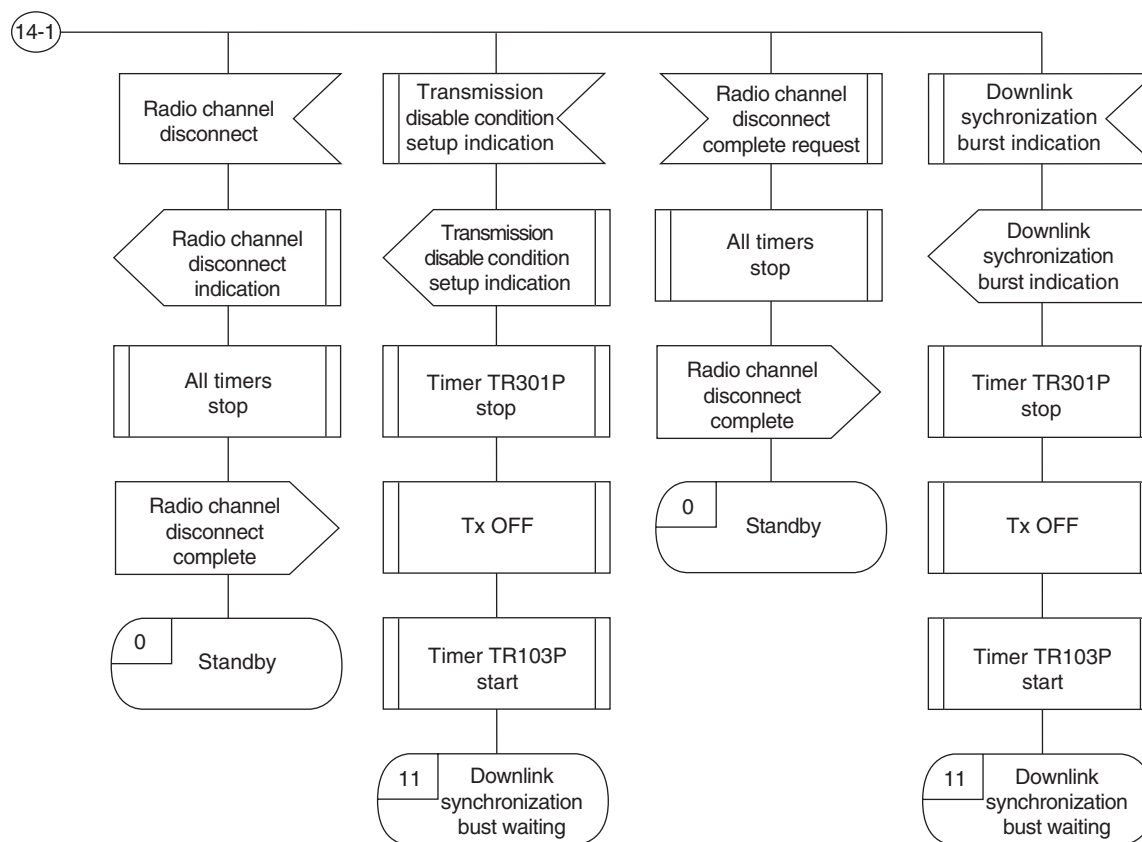 14-1
Radio channel
disconnect
Radio channel
disconnect
indication
All timers
stop
Radio channel
disconnect
complete
0
Standby
Transmission
disable condition
setup indication
Transmission
disable condition
setup indication
Timer TR301P
stop
Tx OFF
Timer TR103P
start
11
Downlink
synchronization
bust waiting
Radio channel
disconnect
complete request
All timers
stop
Radio channel
disconnect
complete
0
Standby
Downlink
sychronization
burst indication
Downlink
sychronization
burst indication
Timer TR301P
stop
Tx OFF
Timer TR103P
start
11
Downlink
synchronization
bust waiting